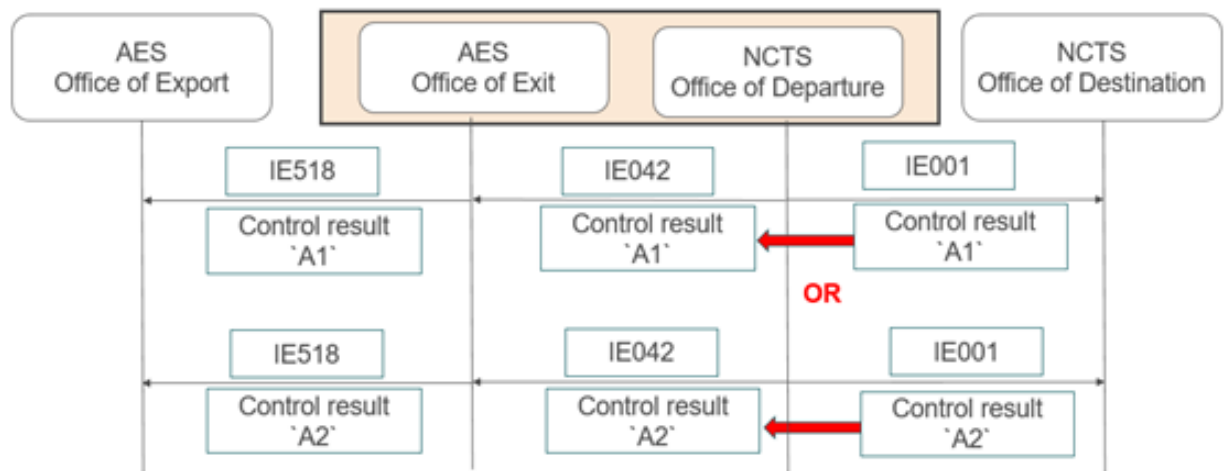 AES
Office of Export
AES
Office of Exit
NCTS
Office of Departure
NCTS
Office of Destination
IE518
IE042
IE001
Control result
`A1`
Control result
`A1`
Control result
`A1`
OR
IE518
IE042
IE001
Control result
`A2`
Control result
`A2`
Control result
`A2`